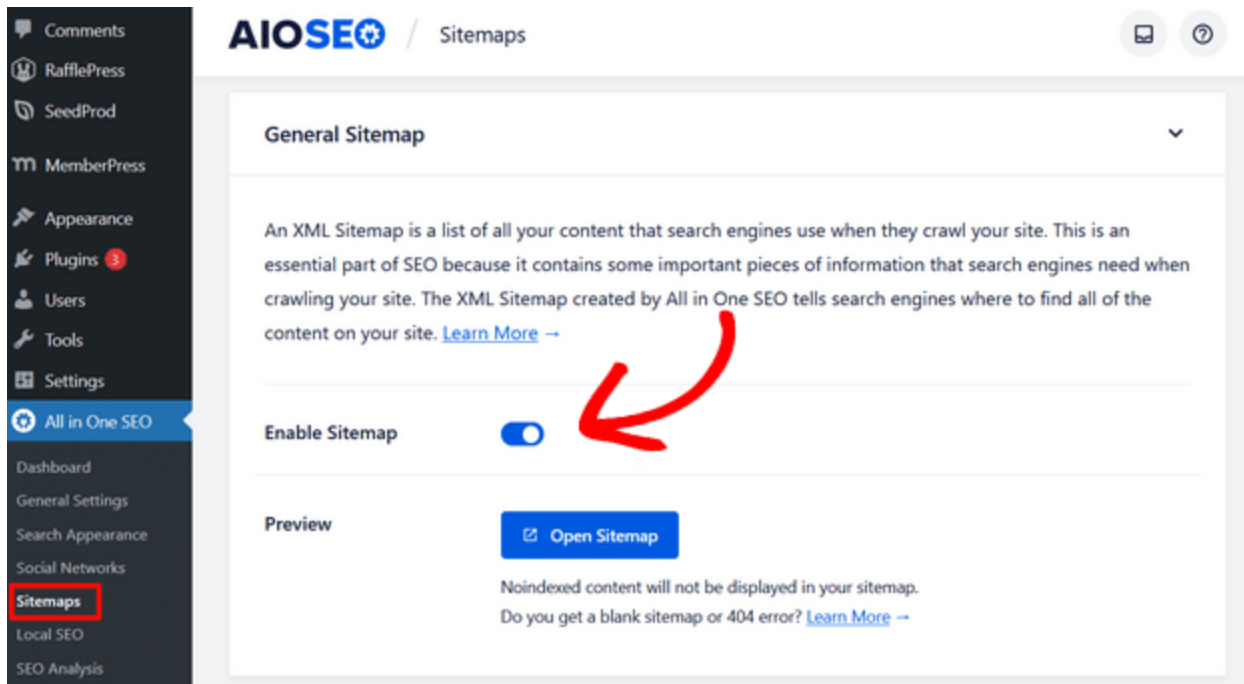 Comments
RafflePress
SeedProd
MemberPress
Appearance
Plugins 3
Users
Tools
Settings
All in One SEO
Dashboard
General Settings
Search Appearance
Social Networks
Sitemaps
Local SEO
SEO Analysis
AIOSEO / Sitemaps
General Sitemap
An XML Sitemap is a list of all your content that search engines use when they crawl your site. This is an
essential part of SEO because it contains some important pieces of information that search engines need when
crawling your site. The XML Sitemap created by All in One SEO tells search engines where to find all of the
content on your site. Learn More →
Enable Sitemap
Preview
Open Sitemap
Noindexed content will not be displayed in your sitemap.
Do you get a blank sitemap or 404 error? Learn More →